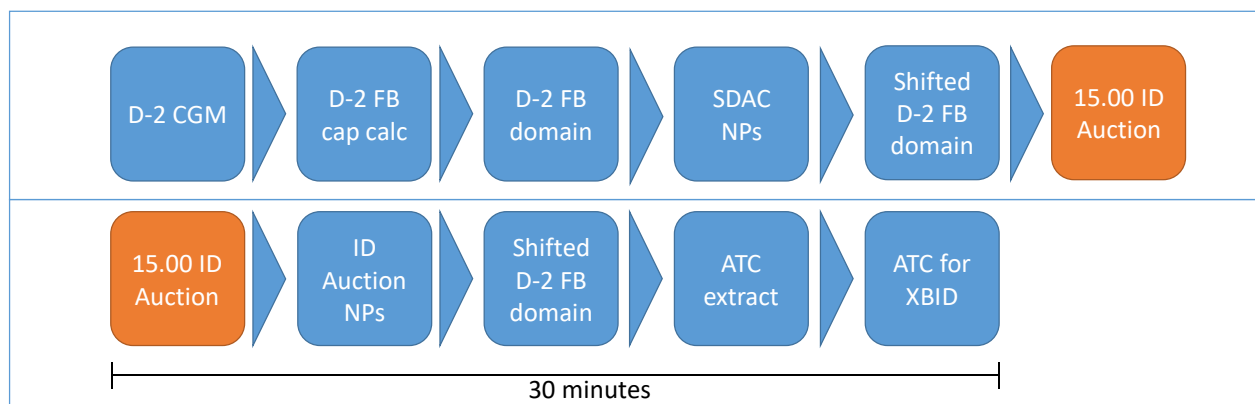 D-2 CGM
D-2 FB
cap calc
D-2 FB
domain
SDAC
NPs
Shifted
D-2 FB
domain
15.00 ID
Auction
15.00 ID
Auction
ID
Auction
NPs
Shifted
D-2 FB
domain
ATC
extract
ATC for
XBID
30 minutes